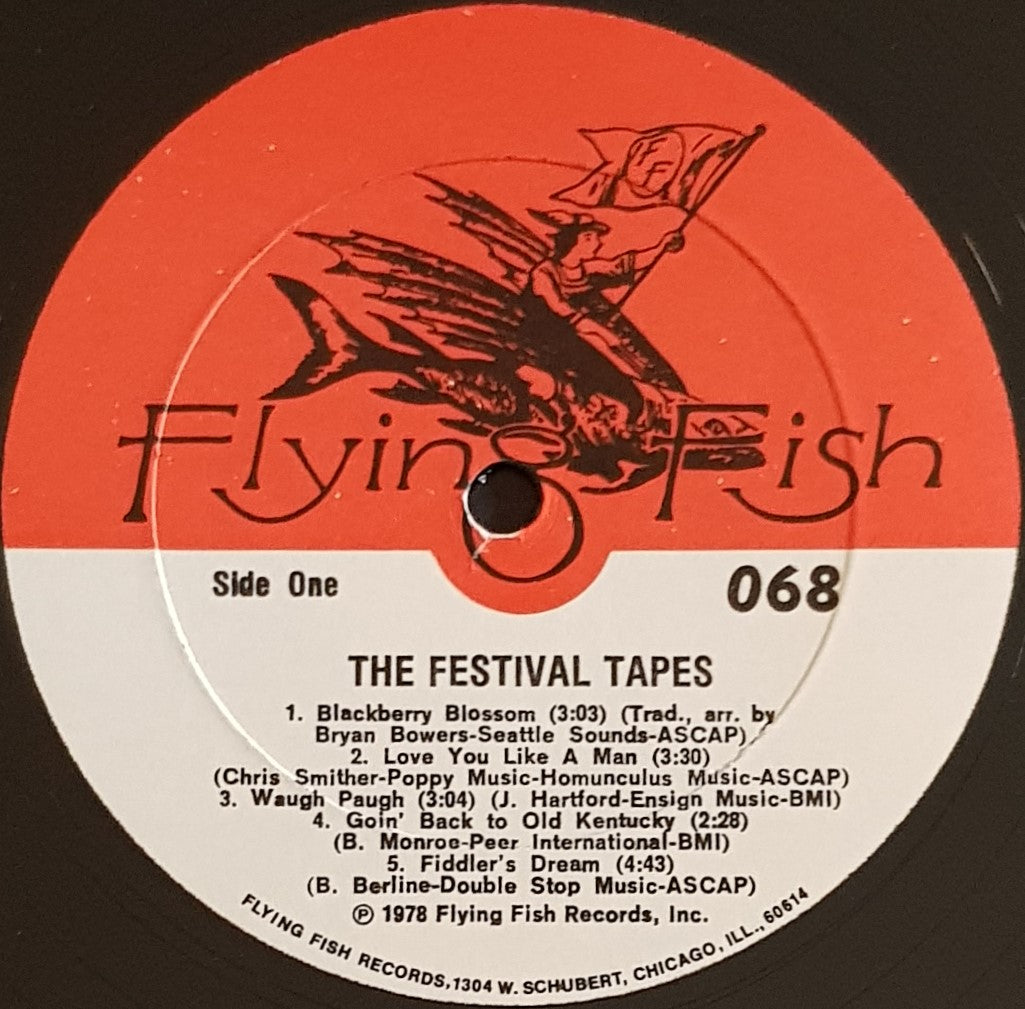 FF
Flying Fish
Side One
068
THE FESTIVAL TAPES
1. Blackberry Blossom (3:03) (Trad., arr. by
Bryan Bowers-Seattle Sounds-ASCAP)
2. Love You Like A Man (3:30)
(Chris Smither-Poppy Music-Homunculus Music-ASCAP)
3. Waugh Paugh (3:04) (J. Hartford-Ensign Music-BMI)
4. Goin' Back to Old Kentucky (2:28)
(B. Monroe-Peer International-BMI)
5. Fiddler's Dream (4:43)
(B. Berline-Double Stop Music-ASCAP)
℗ 1978 Flying Fish Records, Inc.
FLYING FISH RECORDS, 1304 W. SCHUBERT, CHICAGO, ILL., 60614